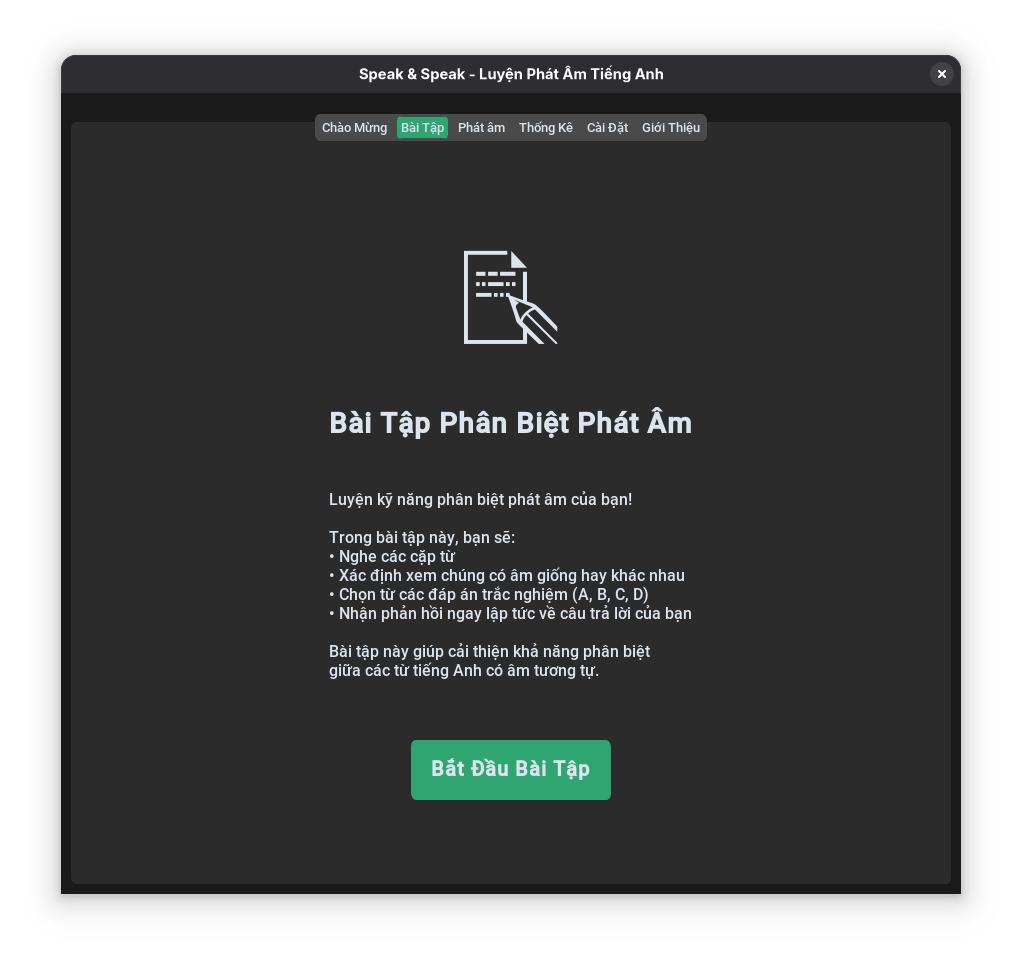 Speak & Speak - Luyện Phát Âm Tiếng Anh
Chào Mừng Bài Tập Phát âm Thống Kê Cài Đặt Giới Thiệu
Bài Tập Phân Biệt Phát Âm
Luyện kỹ năng phân biệt phát âm của bạn!
Trong bài tập này, bạn sẽ:
• Nghe các cặp từ
• Xác định xem chúng có âm giống hay khác nhau
• Chọn từ các đáp án trắc nghiệm (A, B, C, D)
• Nhận phản hồi ngay lập tức về câu trả lời của bạn
Bài tập này giúp cải thiện khả năng phân biệt
giữa các từ tiếng Anh có âm tương tự.
Bắt Đầu Bài Tập